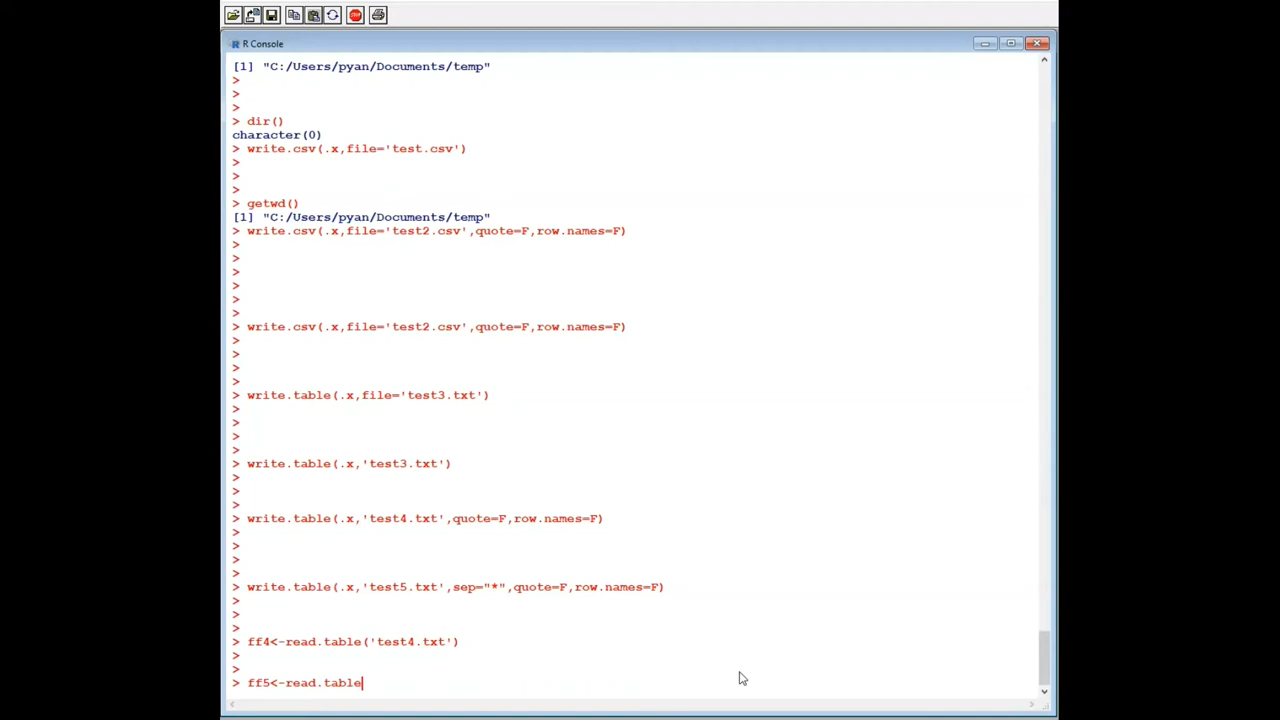 R Console
[1] "C:/Users/pyan/Documents/temp"
>
>
>
> dir()
character(0)
> write.csv(.x,file='test.csv')
>
>
>
> getwd()
[1] "C:/Users/pyan/Documents/temp"
> write.csv(.x,file='test2.csv',quote=F,row.names=F)
>
>
>
>
>
>
> write.csv(.x,file='test2.csv',quote=F,row.names=F)
>
>
>
>
> write.table(.x,file='test3.txt')
>
>
>
>
> write.table(.x,'test3.txt')
>
>
>
> write.table(.x,'test4.txt',quote=F,row.names=F)
>
>
>
>
> write.table(.x,'test5.txt',sep="*",quote=F,row.names=F)
>
>
>
> ff4<-read.table('test4.txt')
>
>
> ff5<-read.table